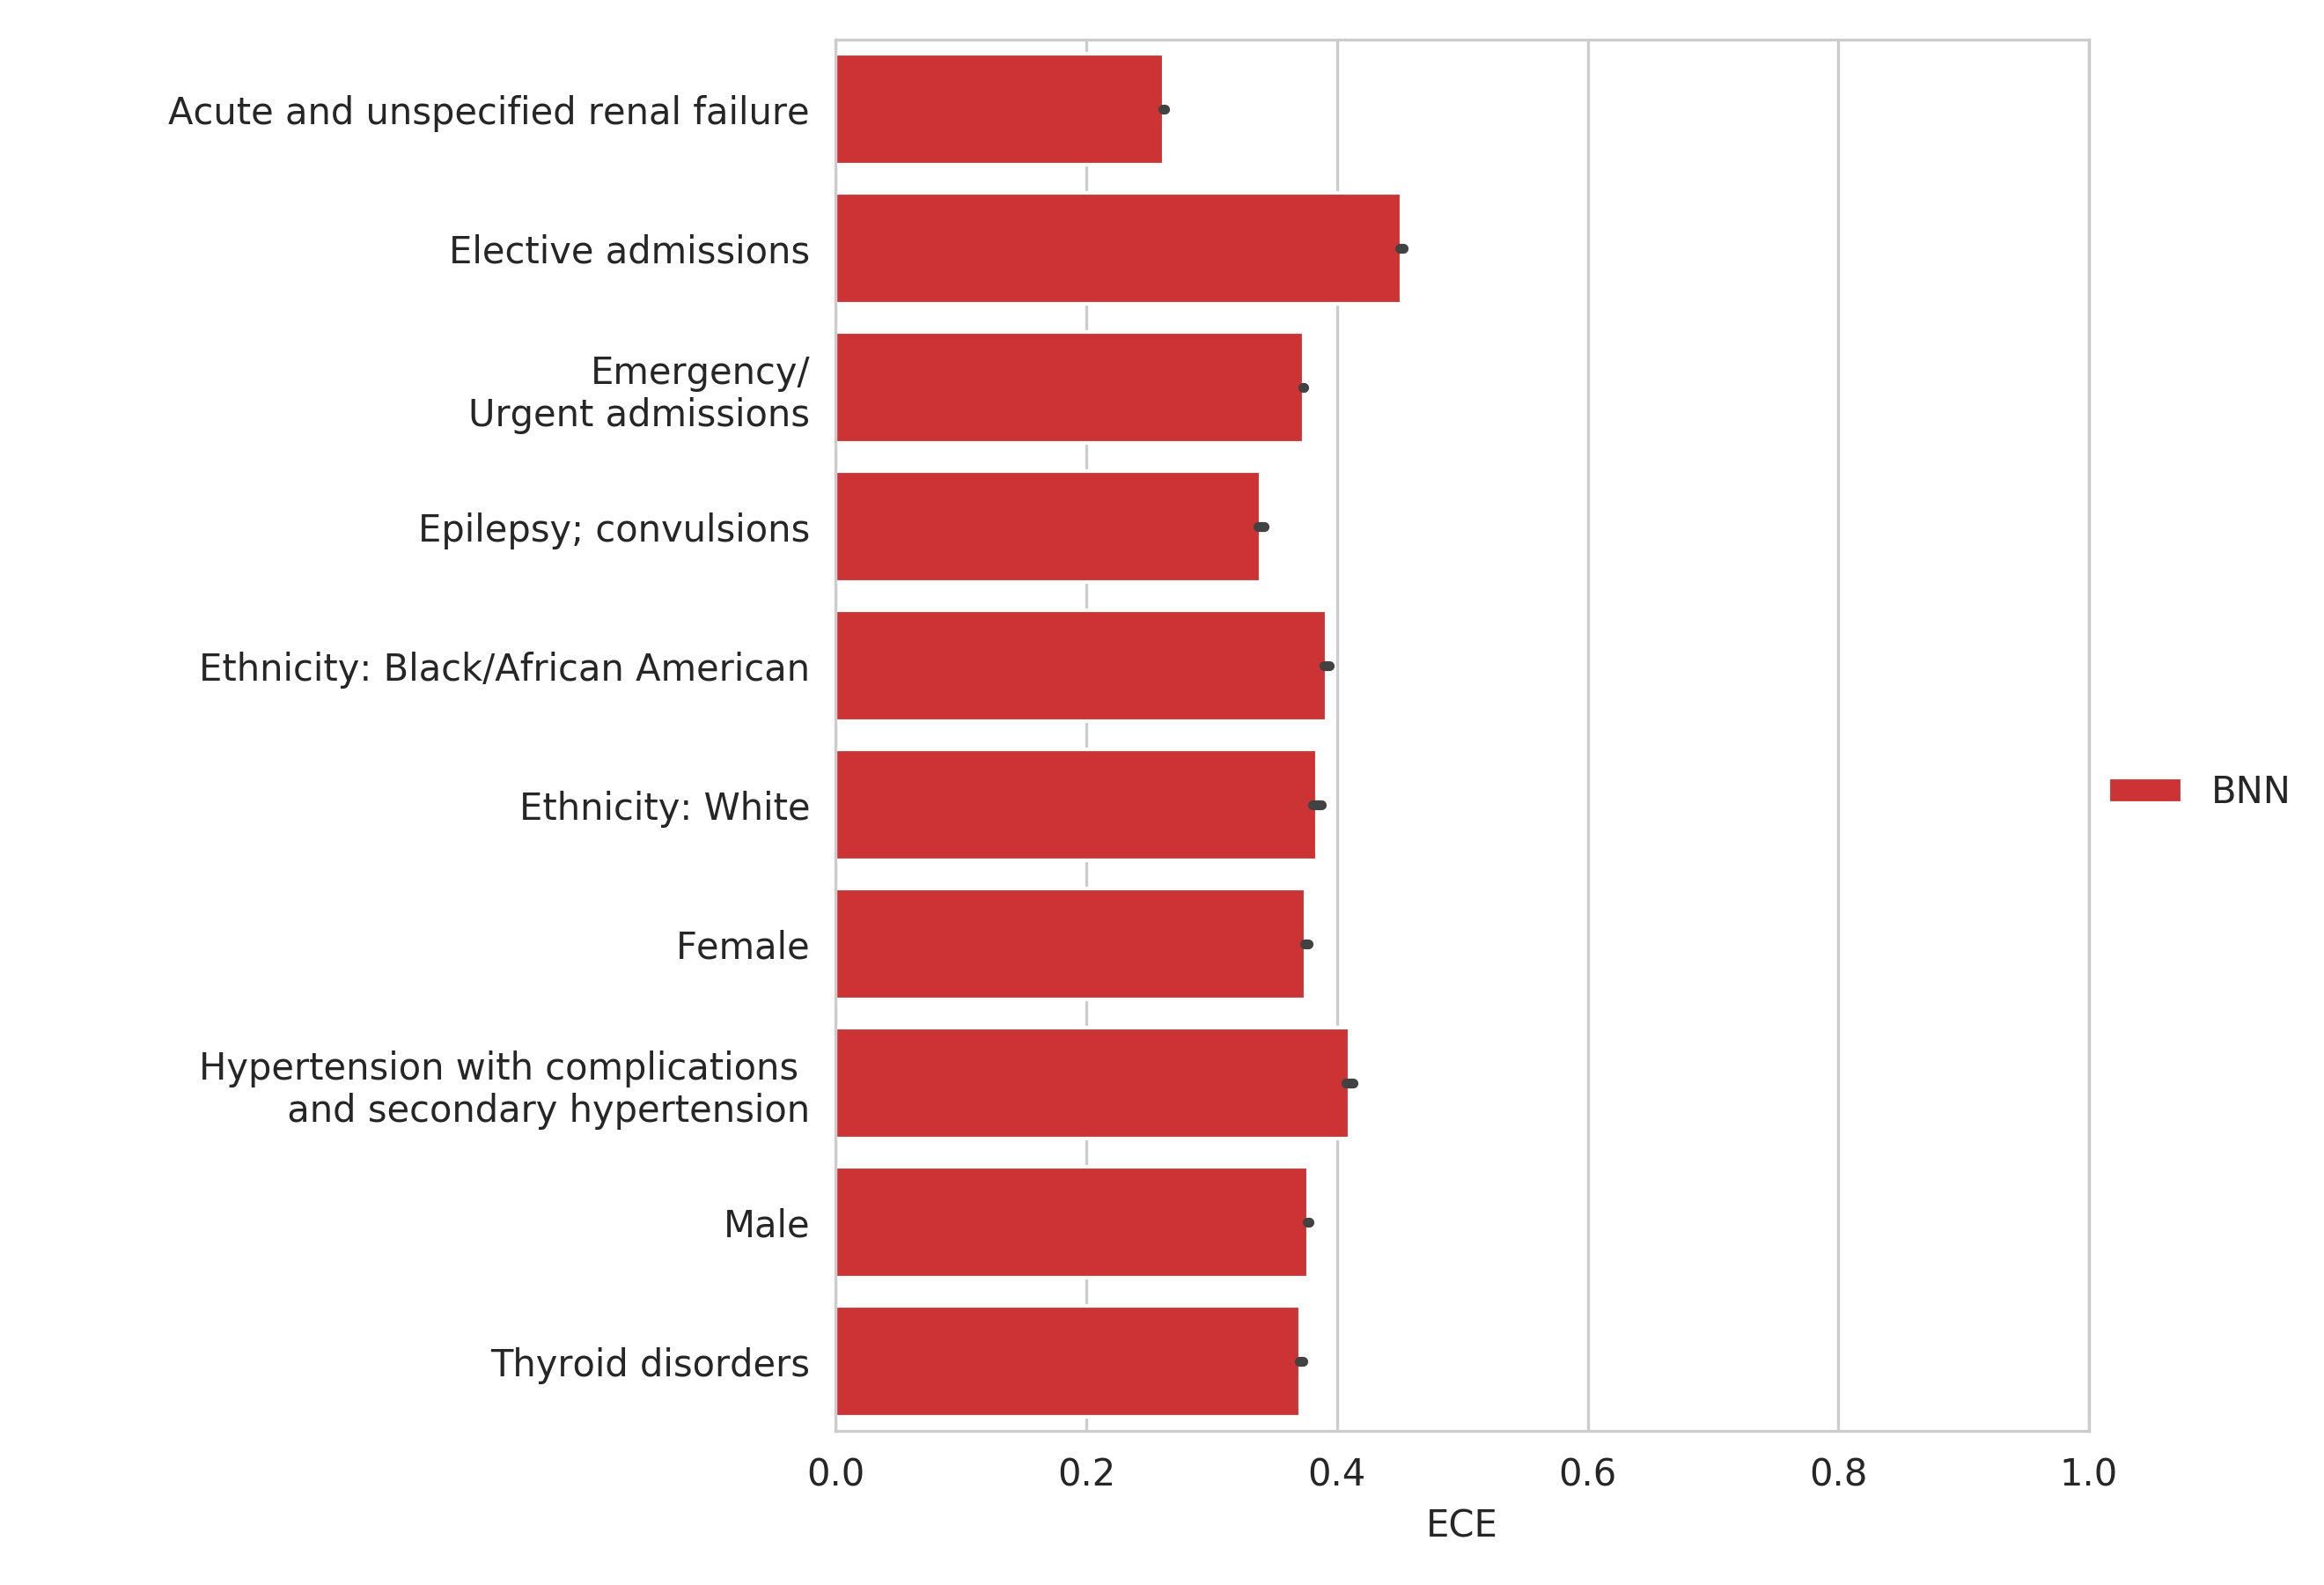 Acute and unspecified renal failure
Elective admissions
Emergency/
Urgent admissions
Epilepsy; convulsions
Ethnicity: Black/African American
Ethnicity: White
Female
Hypertension with complications
and secondary hypertension
Male
Thyroid disorders
BNN
0.0 0.2 0.4 0.6 0.8 1.0
ECE